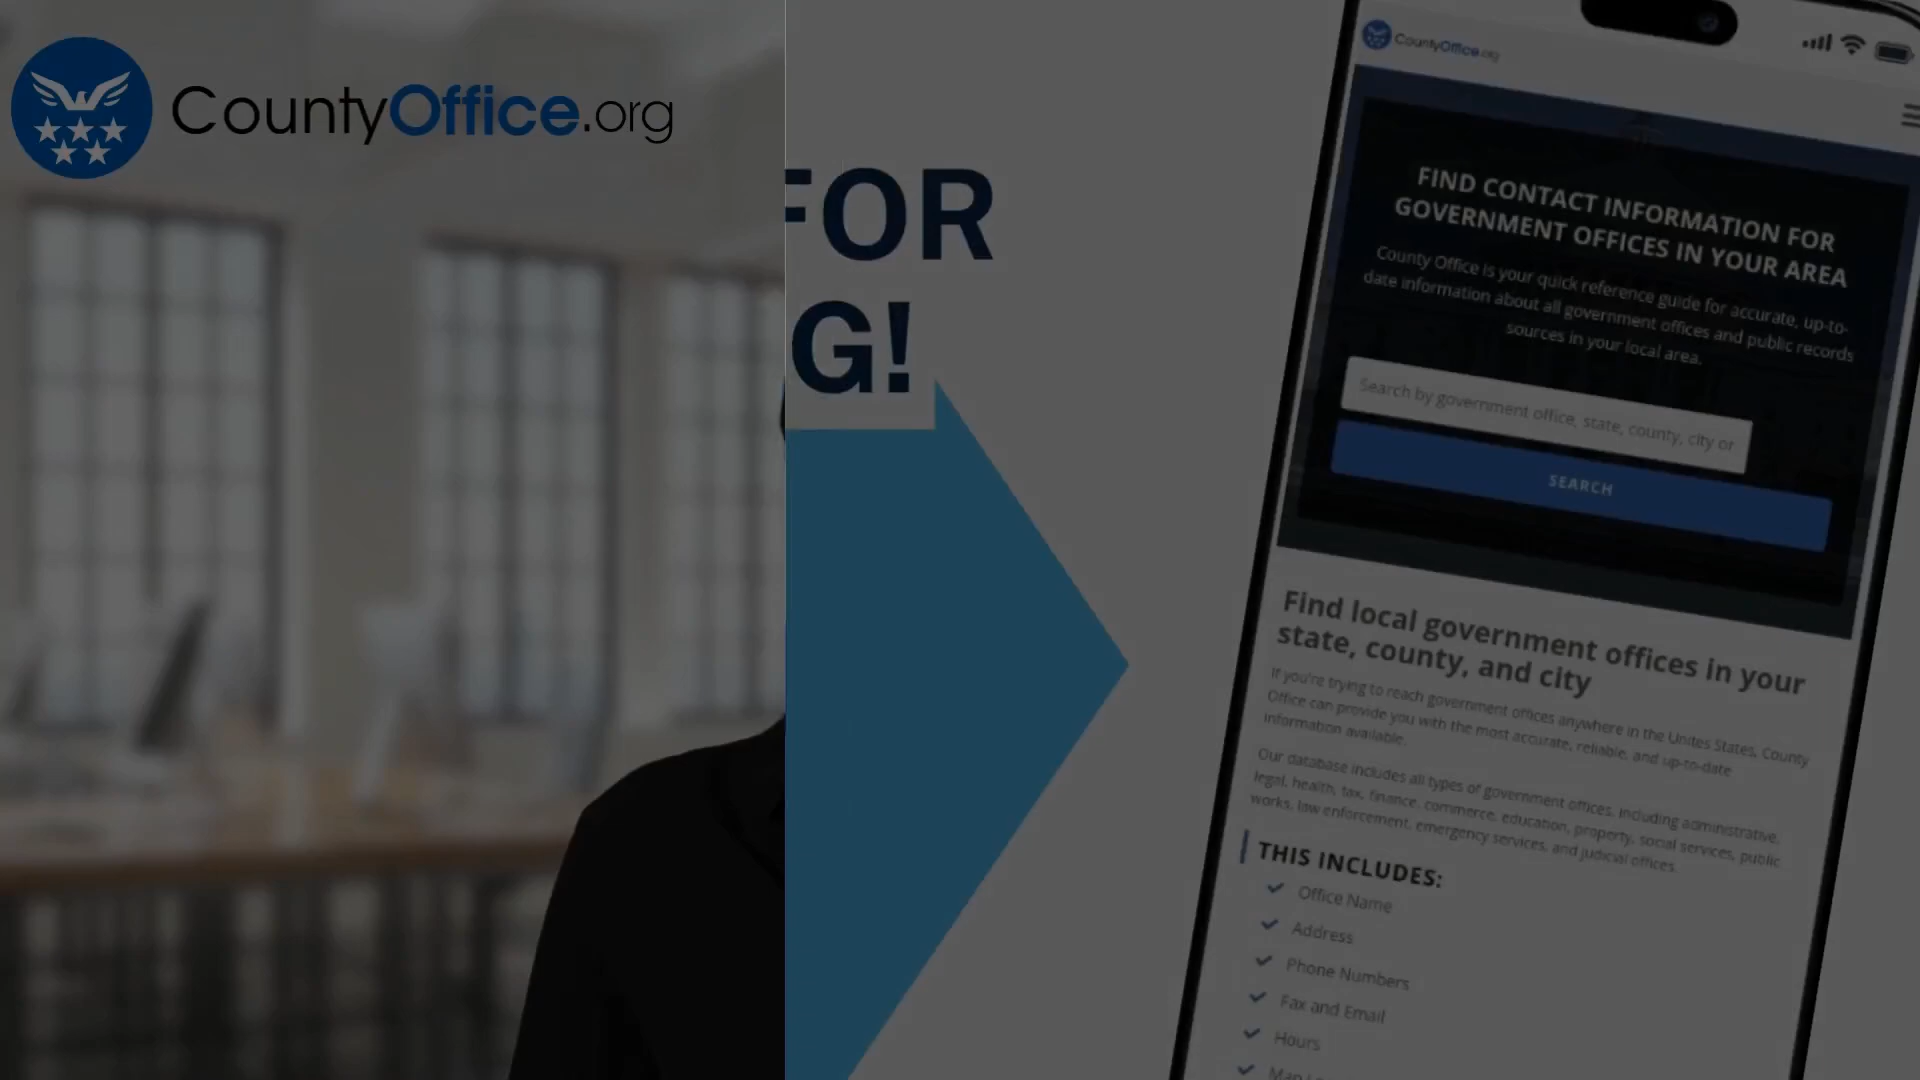 CountyOffice.org
FOR
G!
CountyOffice.org
FIND CONTACT INFORMATION FOR
GOVERNMENT OFFICES IN YOUR AREA
County Office is your quick reference guide for accurate, up-to-
date information about all government offices and public records
sources in your local area.
Search by government office, state, county, city or
SEARCH
Find local government offices in your
state, county, and city
If you're trying to reach government offices anywhere in the Unites States, County
Office can provide you with the most accurate, reliable, and up-to-date
information available.
Our database includes all types of government offices, including administrative,
legal, health, tax, finance, commerce, education, property, social services, public
works, law enforcement, emergency services, and judicial offices.
THIS INCLUDES:
Office Name
Address
Phone Numbers
Fax and Email
Hours